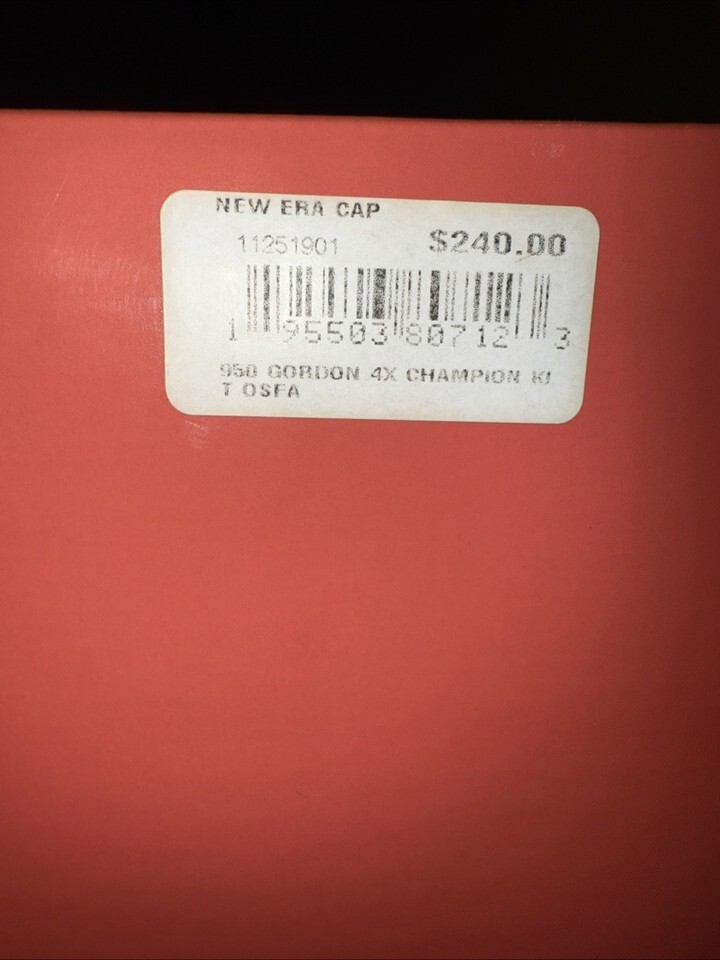 NEW ERA CAP
11251901 $240.00
1 95503 80712 3
950 GORDON 4X CHAMPION KI
T OSFA